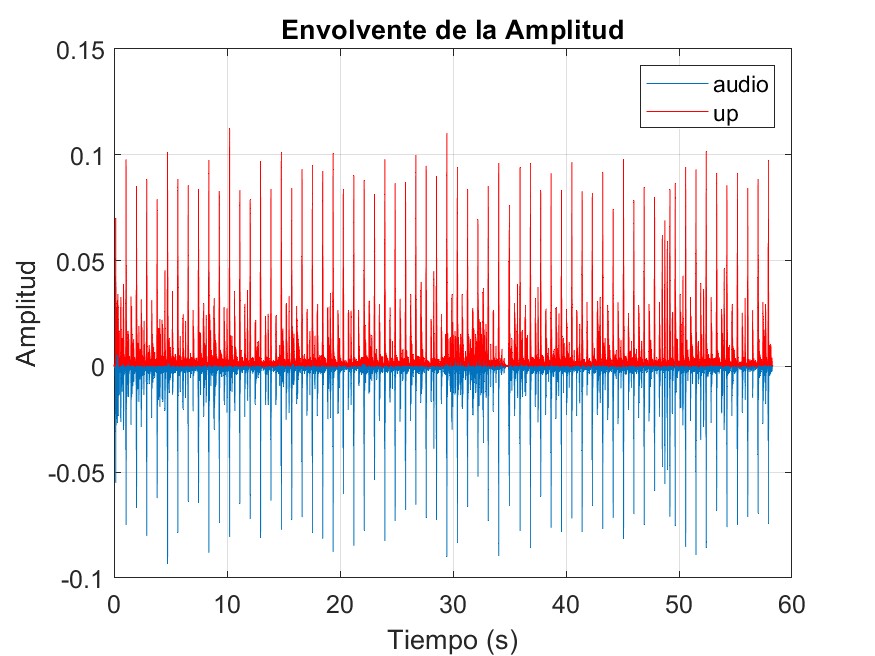 Envolvente de la Amplitud
0.15
0.1
0.05
0
-0.05
-0.1
Amplitud
audio
up
0 10 20 30 40 50 60
Tiempo (s)